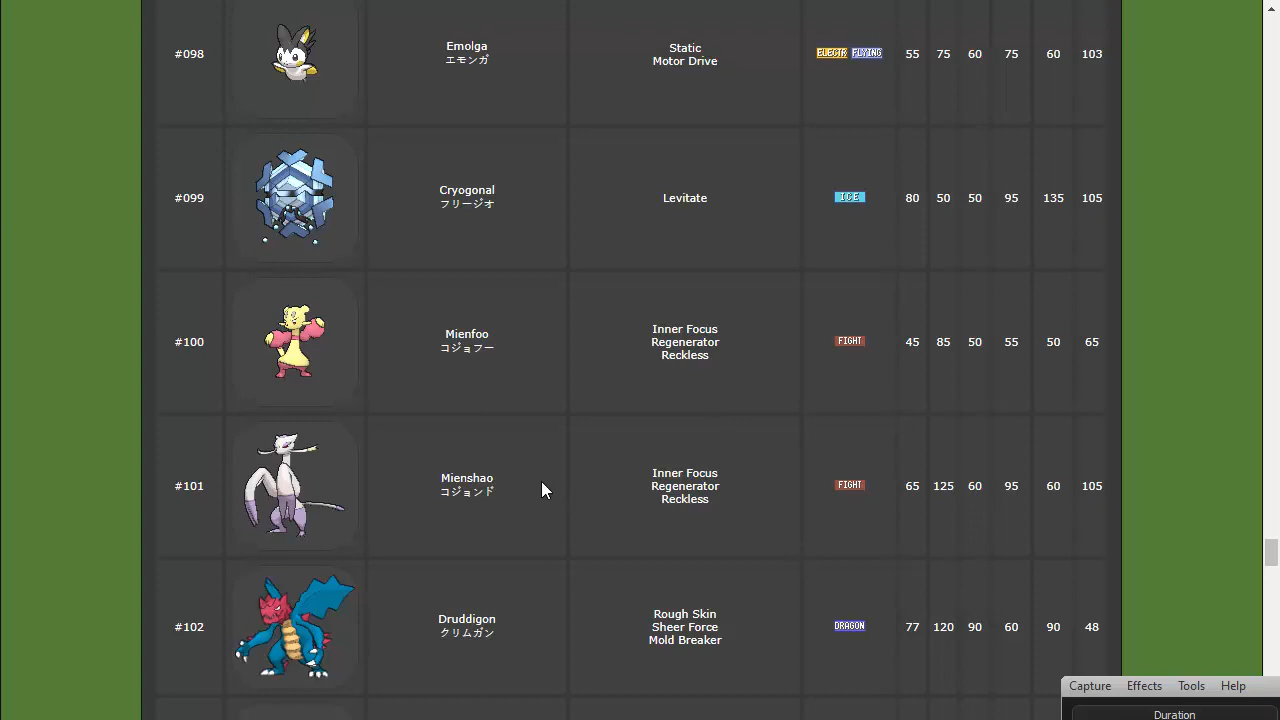 #098
Emolga
エモンガ
Static
Motor Drive
ELECTR FLYING
55 75 60 75 60 103
#099
Cryogonal
フリージオ
Levitate
ICE
80 50 50 95 135 105
#100
Mienfoo
コジョフー
Inner Focus
Regenerator
Reckless
FIGHT
45 85 50 55 50 65
#101
Mienshao
コジョンド
Inner Focus
Regenerator
Reckless
FIGHT
65 125 60 95 60 105
#102
Druddigon
クリムガン
Rough Skin
Sheer Force
Mold Breaker
DRAGON
77 120 90 60 90 48
Capture Effects Tools Help
Duration